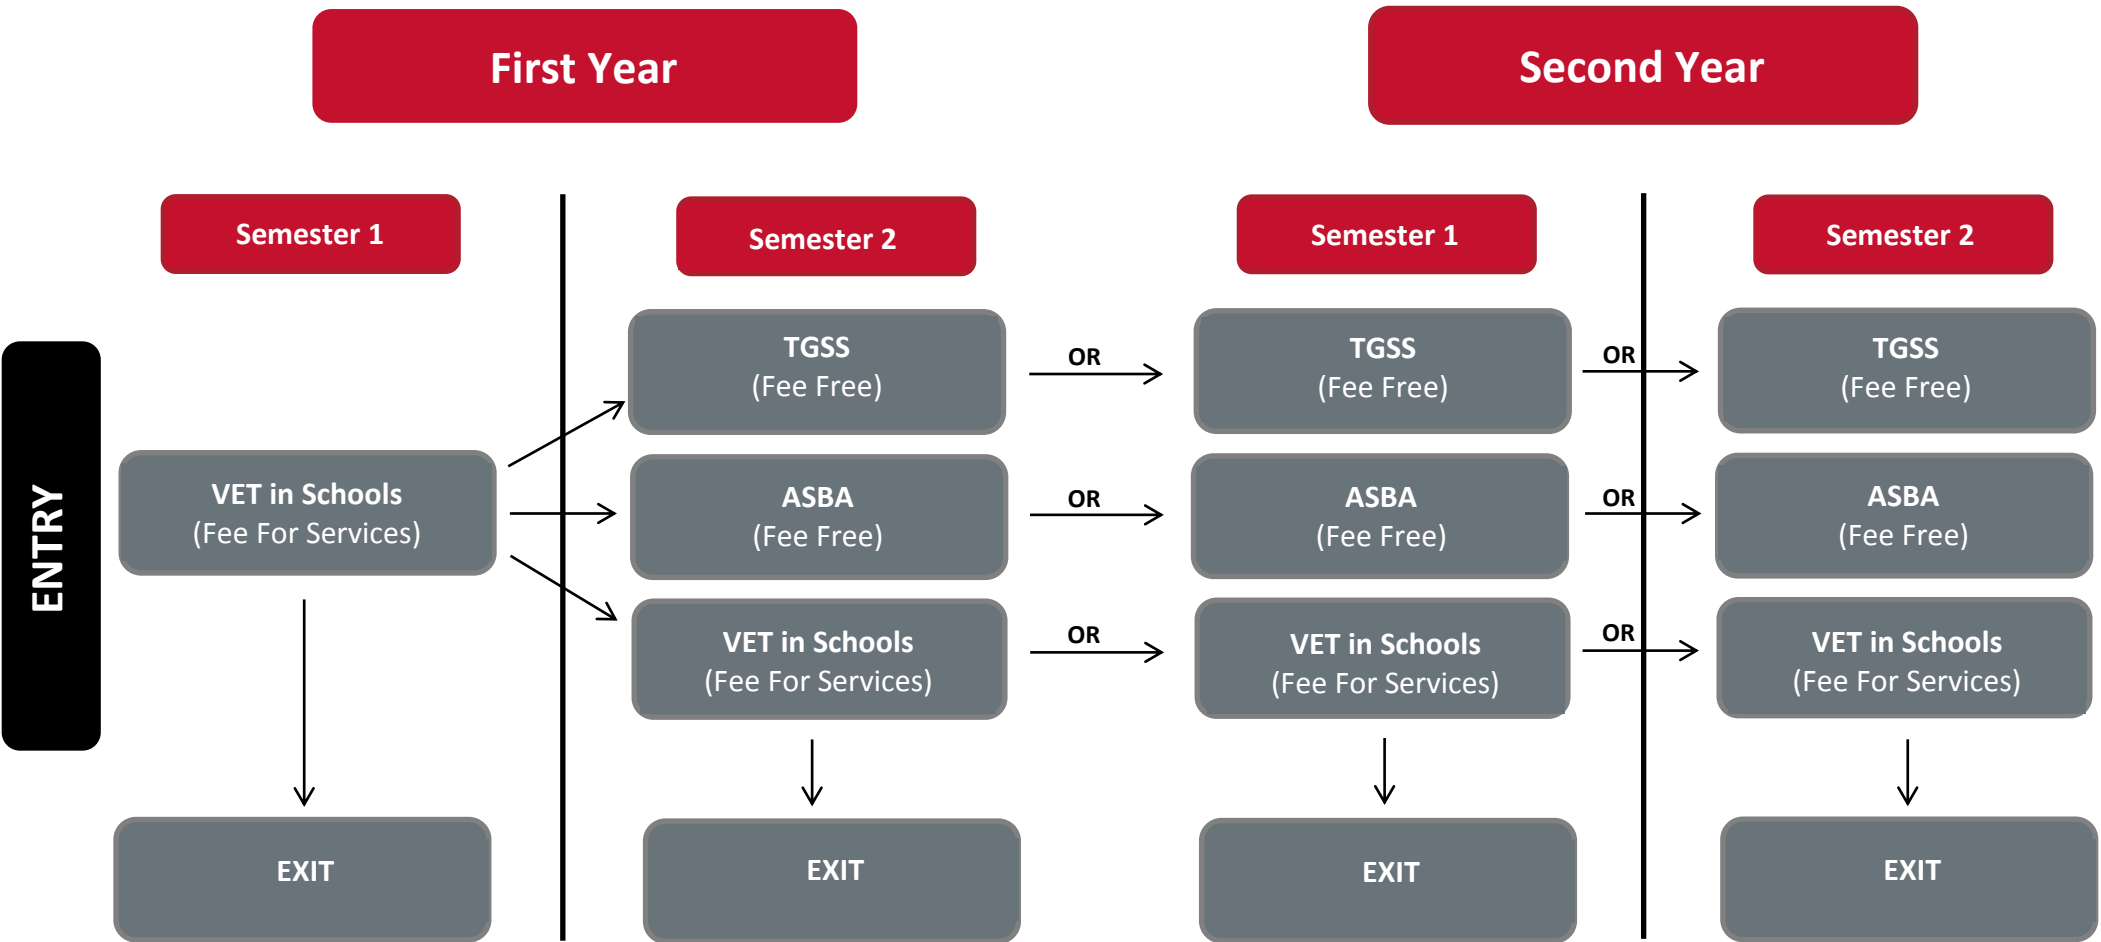 First Year
Second Year
Semester 1
Semester 2
Semester 1
Semester 2
ENTRY
VET in Schools
(Fee For Services)
TGSS
(Fee Free)
OR
TGSS
(Fee Free)
OR
TGSS
(Fee Free)
ASBA
(Fee Free)
OR
ASBA
(Fee Free)
OR
ASBA
(Fee Free)
VET in Schools
(Fee For Services)
OR
VET in Schools
(Fee For Services)
OR
VET in Schools
(Fee For Services)
EXIT
EXIT
EXIT
EXIT